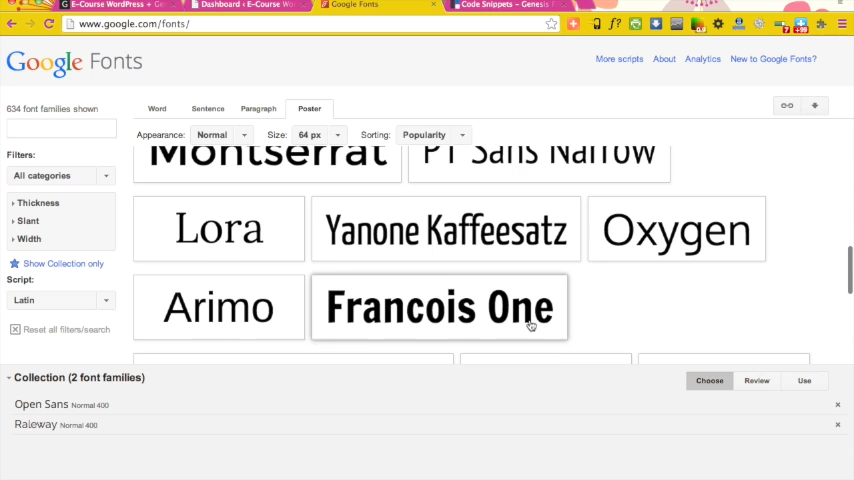 E-Course WordPress + Gen
Dashboard ‹ E-Course Wor
Google Fonts
Code Snippets – Genesis F
www.google.com/fonts/
Google Fonts
More scripts About Analytics New to Google Fonts?
634 font families shown
Word Sentence Paragraph Poster
Appearance: Normal Size: 64 px Sorting: Popularity
Filters:
All categories
Thickness
Slant
Width
Show Collection only
Script:
Latin
Reset all filters/search
Montserrat PT Sans Narrow
Lora Yanone Kaffeesatz Oxygen
Arimo Francois One
Collection (2 font families)
Choose Review Use
Open Sans Normal 400
Raleway Normal 400